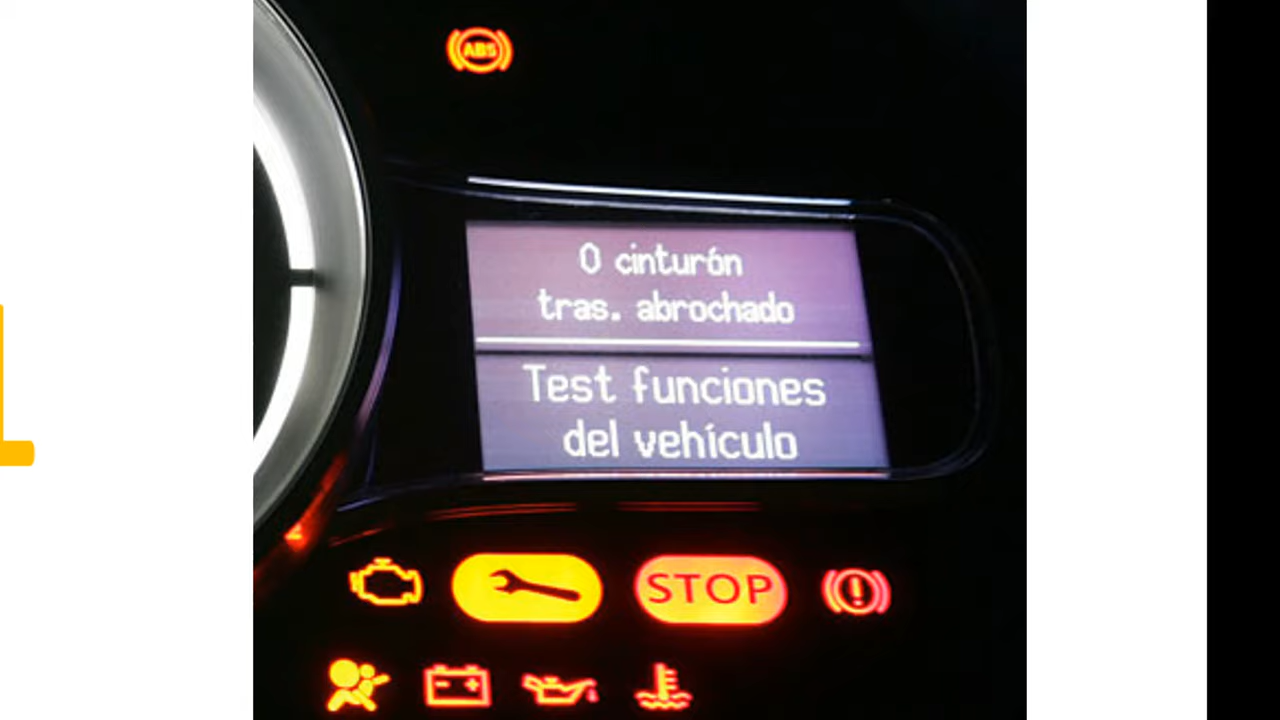 ABS
0 cinturón
tras. abrochado
Test funciones
del vehículo
STOP